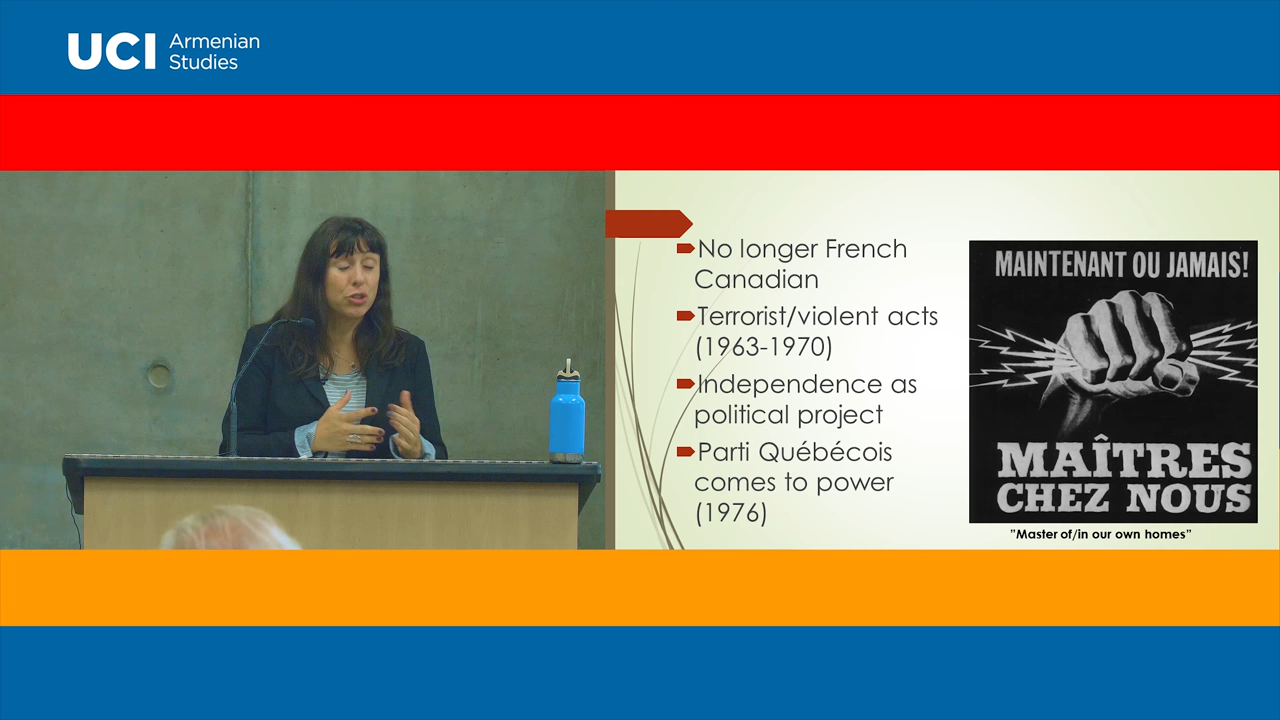 UCI Armenian
Studies
No longer French
Canadian
Terrorist/violent acts
(1963-1970)
Independence as
political project
Parti Québécois
comes to power
(1976)
MAINTENANT OU JAMAIS!
MAÎTRES
CHEZ NOUS
"Master of/in our own homes"